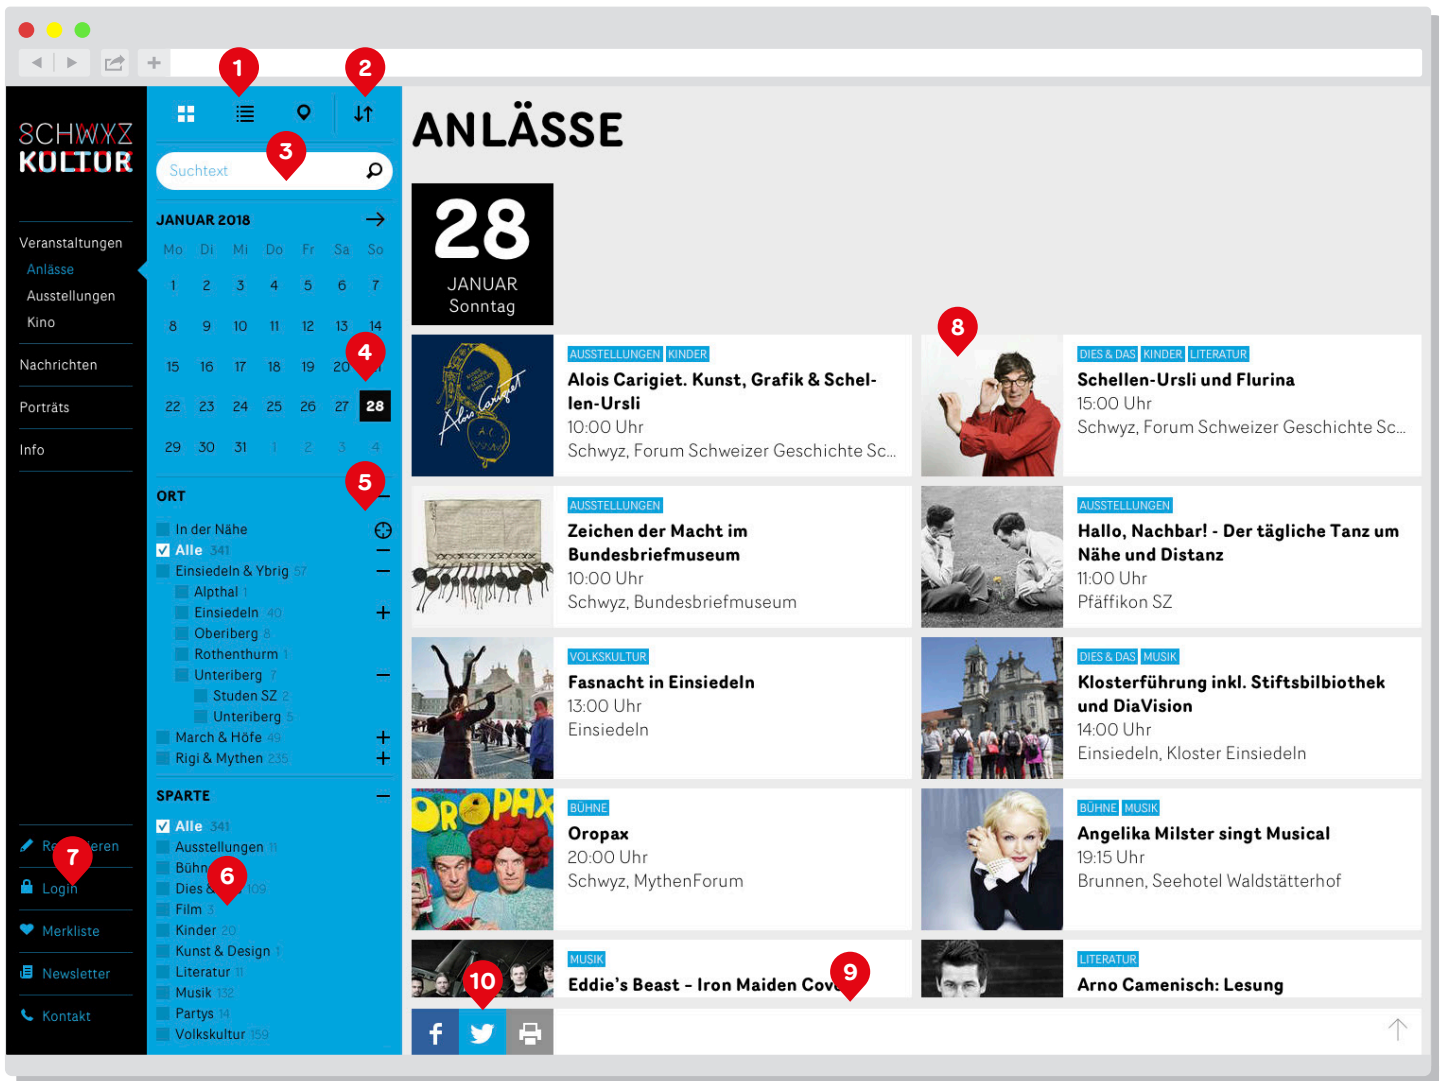 1
2
SCHWYZ
KULTUR
Veranstaltungen
Anlässe
Ausstellungen
Kino
Nachrichten
Porträts
Info
7
Login
Merkliste
Newsletter
Kontakt
3
Suchtext
JANUAR 2018
Mo Di Mi Do Fr Sa So
1 2 3 4 5 6 7
8 9 10 11 12 13 14
4
15 16 17 18 19 20
22 23 24 25 26 27 28
29 30 31 1 2 3 4
5
ORT
In der Nähe
Alle 341
Einsiedeln & Ybrig 57
Alpthal 1
Einsiedeln 40
Oberiberg 8
Rothenthurm 1
Unteriberg 7
Studen SZ 2
Unteriberg 5
March & Höfe 49
Rigi & Mythen 235
SPARTE
Alle 341
Ausstellungen 11
6
Dies 109
Film 3
Kinder 20
Kunst & Design 1
Literatur 11
Musik 132
Partys 14
Volkskultur 159
ANLÄSSE
28
JANUAR
Sonntag
Alois Carigiet
A.C.
AUSSTELLUNGEN KINDER
Alois Carigiet. Kunst, Grafik & Schel-
len-Ursli
10:00 Uhr
Schwyz, Forum Schweizer Geschichte Sc...
8
DIES & DAS KINDER LITERATUR
Schellen-Ursli und Flurina
15:00 Uhr
Schwyz, Forum Schweizer Geschichte Sc...
AUSSTELLUNGEN
Zeichen der Macht im
Bundesbriefmuseum
10:00 Uhr
Schwyz, Bundesbriefmuseum
AUSSTELLUNGEN
Hallo, Nachbar! - Der tägliche Tanz um
Nähe und Distanz
11:00 Uhr
Pfäffikon SZ
VOLKSKULTUR
Fasnacht in Einsiedeln
13:00 Uhr
Einsiedeln
DIES & DAS MUSIK
Klosterführung inkl. Stiftsbilbiothek
und DiaVision
14:00 Uhr
Einsiedeln, Kloster Einsiedeln
OROPAX
BÜHNE
Oropax
20:00 Uhr
Schwyz, MythenForum
BÜHNE MUSIK
Angelika Milster singt Musical
19:15 Uhr
Brunnen, Seehotel Waldstätterhof
MUSIK
Eddie's Beast - Iron Maiden
9
LITERATUR
Arno Camenisch: Lesung
10
f